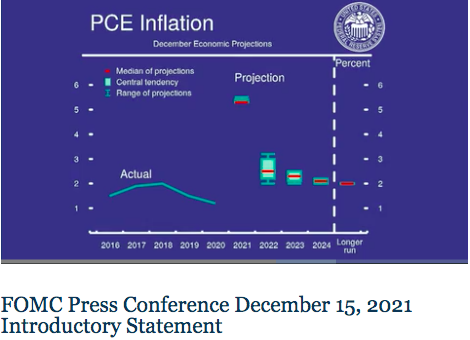 PCE Inflation
December Economic Projections
Percent
Median of projections
Central tendency
Range of projections
Projection
Actual
6 6
5 5
4 4
3 3
2 2
1 1
2016 2017 2018 2019 2020 2021 2022 2023 2024 Longer run
FOMC Press Conference December 15, 2021
Introductory Statement